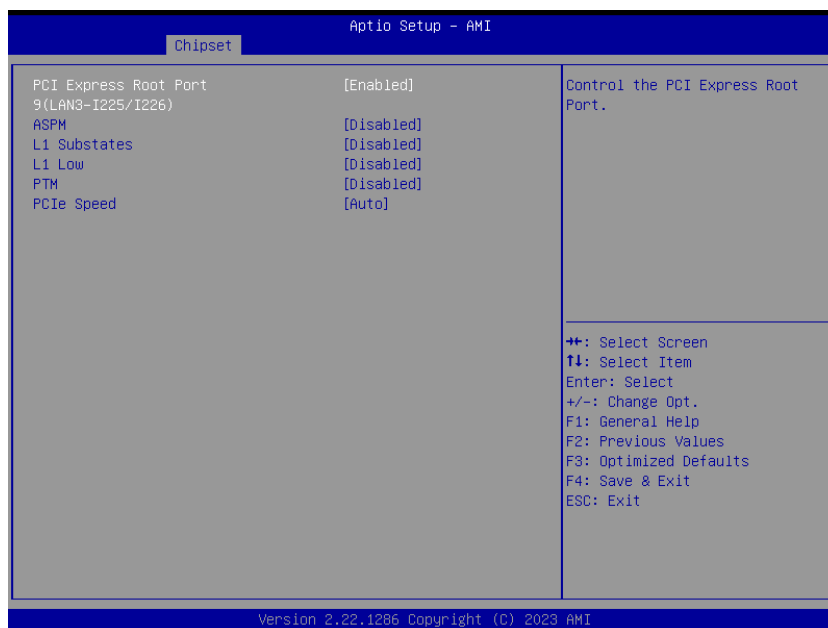 Aptio Setup – AMI
Chipset
PCI Express Root Port [Enabled]
9(LAN3-I225/I226)
ASPM [Disabled]
L1 Substates [Disabled]
L1 Low [Disabled]
PTM [Disabled]
PCIe Speed [Auto]
Control the PCI Express Root
Port.
→←: Select Screen
↑↓: Select Item
Enter: Select
+/-: Change Opt.
F1: General Help
F2: Previous Values
F3: Optimized Defaults
F4: Save & Exit
ESC: Exit
Version 2.22.1286 Copyright (C) 2023 AMI